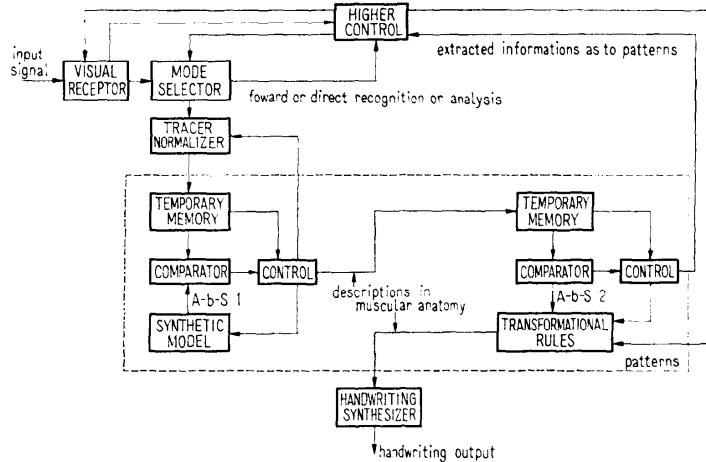 HIGHER
CONTROL
input
signal
VISUAL
RECEPTOR
MODE
SELECTOR
extracted informations as to patterns
foward or direct recognition or analysis
TRACER
NORMALIZER
TEMPORARY
MEMORY
TEMPORARY
MEMORY
COMPARATOR
CONTROL
COMPARATOR
CONTROL
A-b-S 1
descriptions in
muscular anatomy
A-b-S 2
SYNTHETIC
MODEL
TRANSFORMATIONAL
RULES
patterns
HANDWRITING
SYNTHESIZER
handwriting output